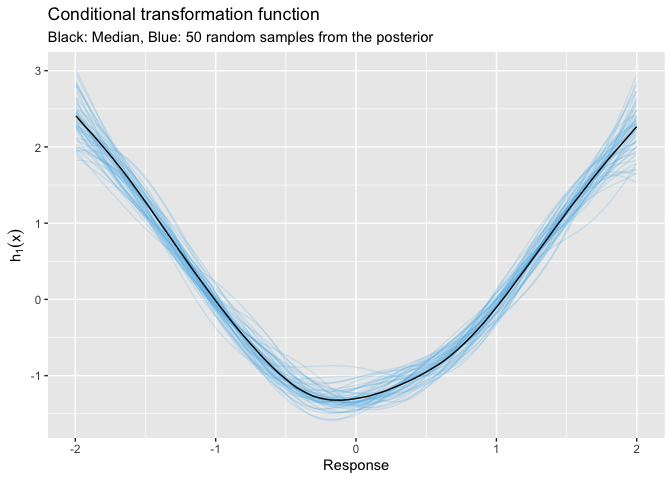 Conditional transformation function
Black: Median, Blue: 50 random samples from the posterior
h₁(x)
3
2
1
0
-1
-2
-1
0
1
2
Response